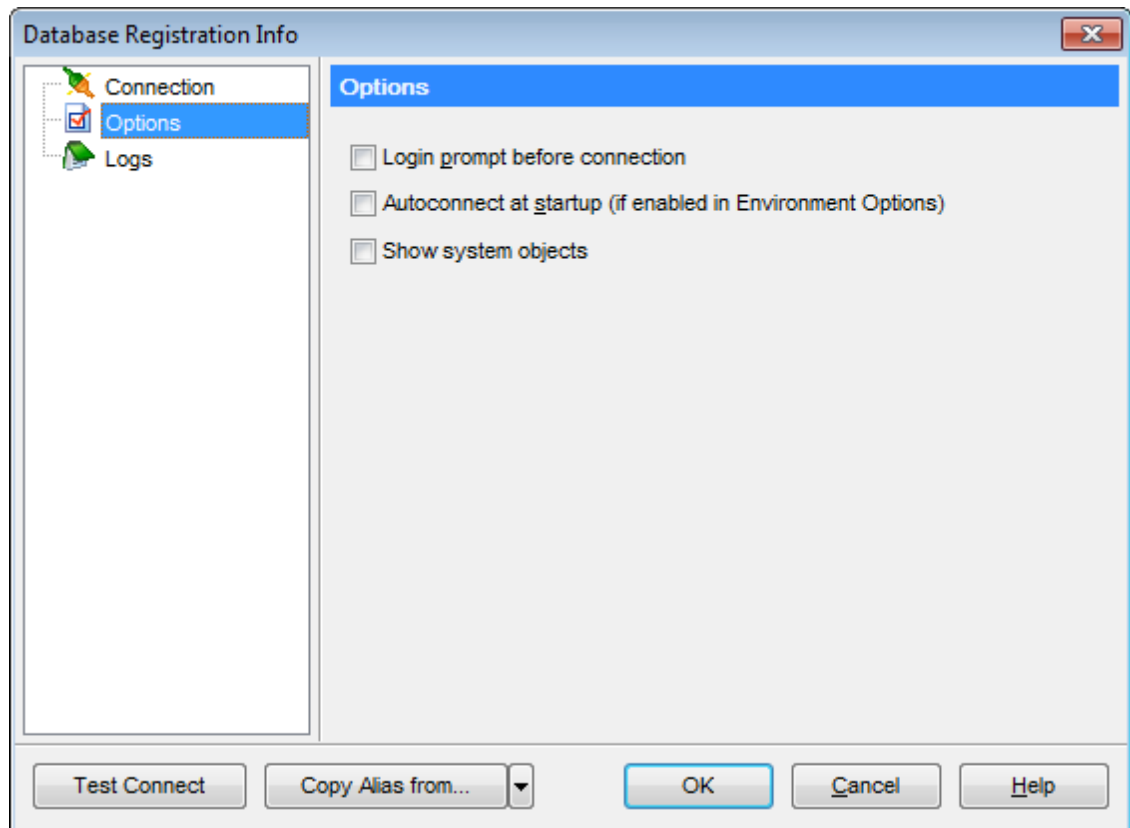 Database Registration Info
Connection
Options
Logs
Options
Login prompt before connection
Autoconnect at startup (if enabled in Environment Options)
Show system objects
Test Connect
Copy Alias from...
OK
Cancel
Help